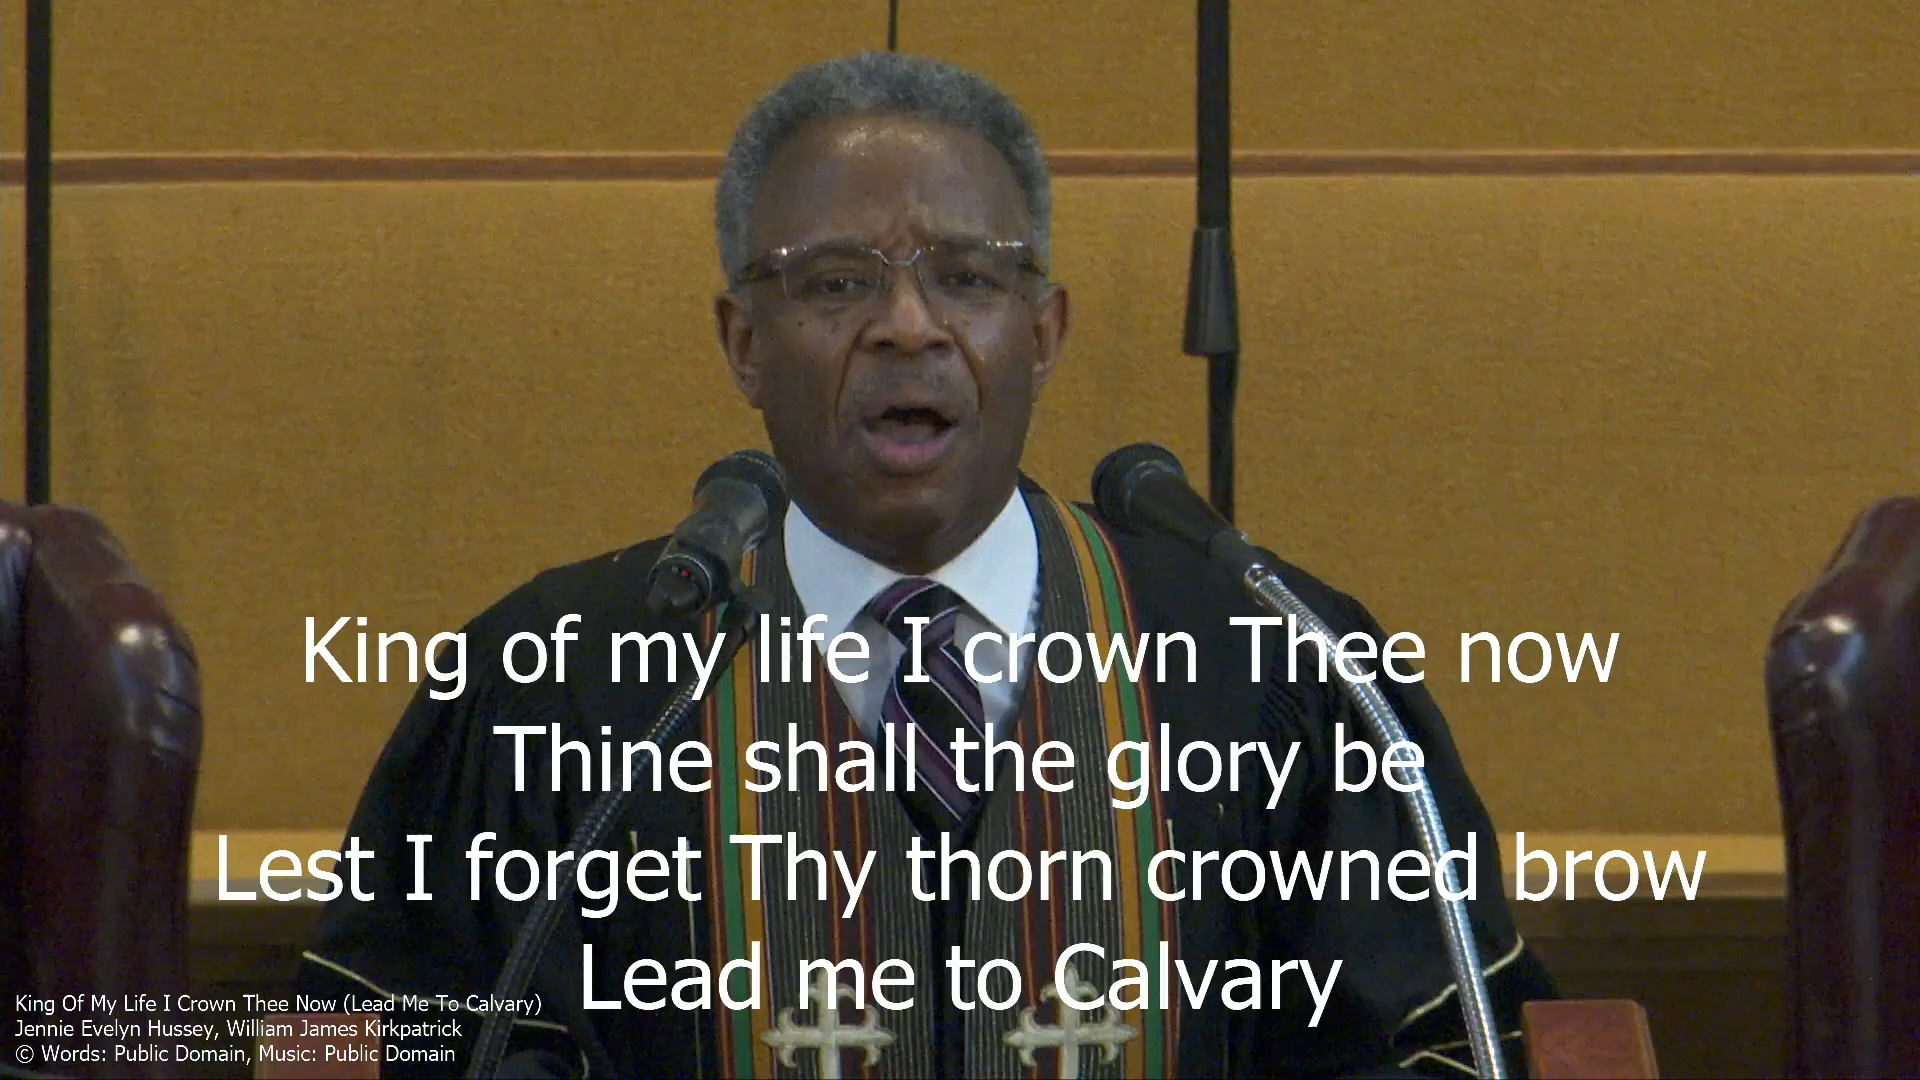 King of my life I crown Thee now
Thine shall the glory be
Lest I forget Thy thorn crowned brow
Lead me to Calvary
King Of My Life I Crown Thee Now (Lead Me To Calvary)
Jennie Evelyn Hussey, William James Kirkpatrick
© Words: Public Domain, Music: Public Domain